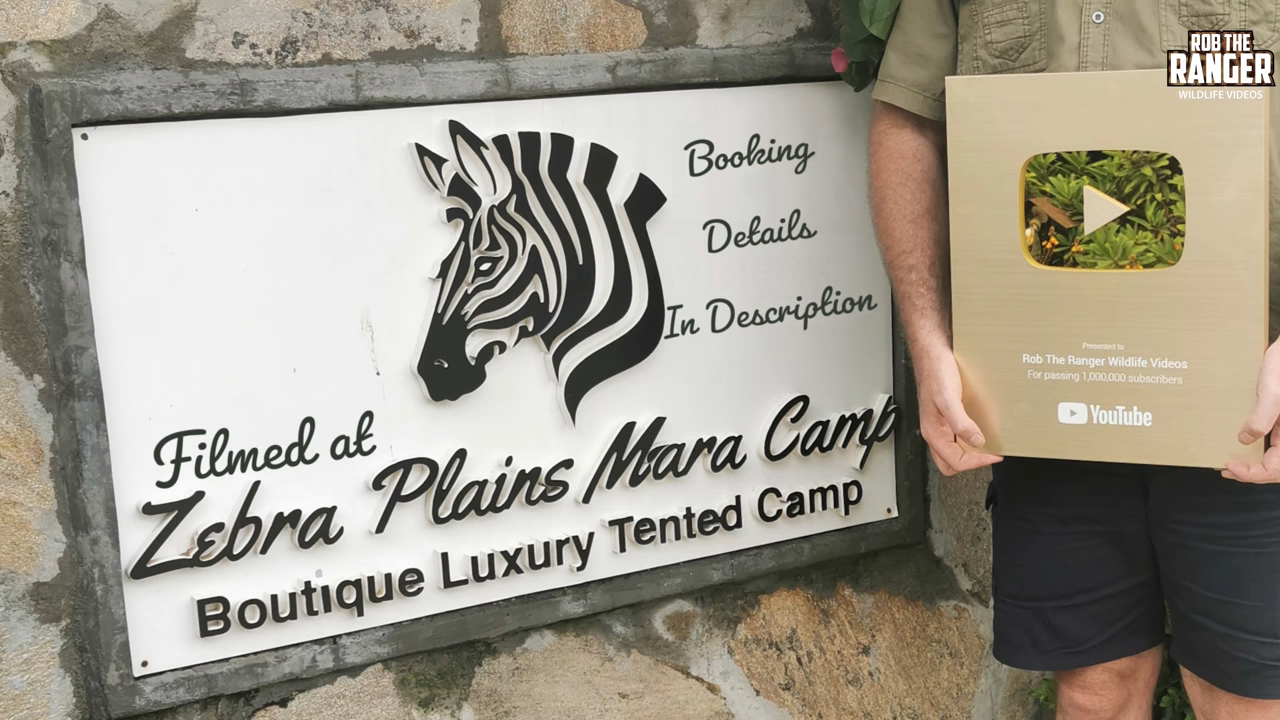 ROB THE
RANGER
WILDLIFE VIDEOS
Booking
Details
In Description
Filmed at
Zebra Plains Mara Camp
Boutique Luxury Tented Camp
Presented to
Rob The Ranger Wildlife Videos
For passing 1,000,000 subscribers
YouTube